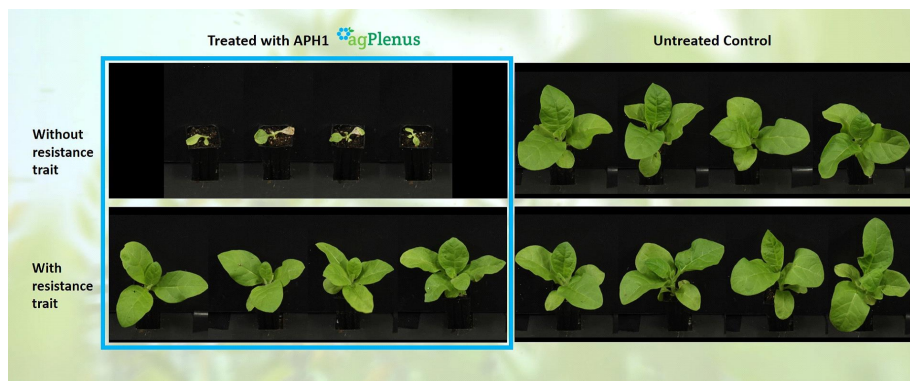 Treated with APH1 agPlenus
Untreated Control
Without
resistance
trait
With
resistance
trait